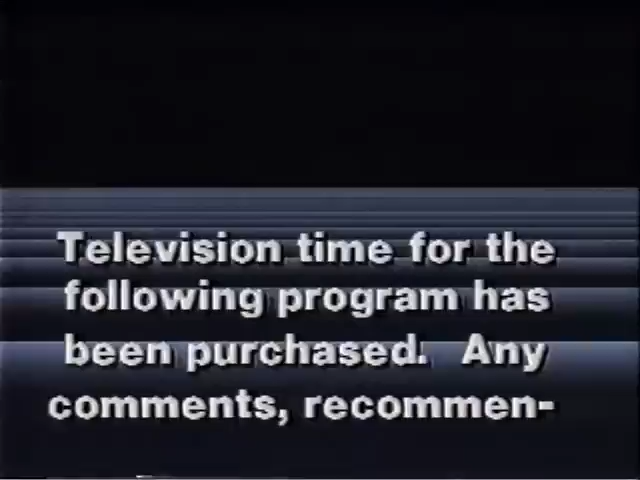 Television time for the
following program has
been purchased. Any
comments, recommen-